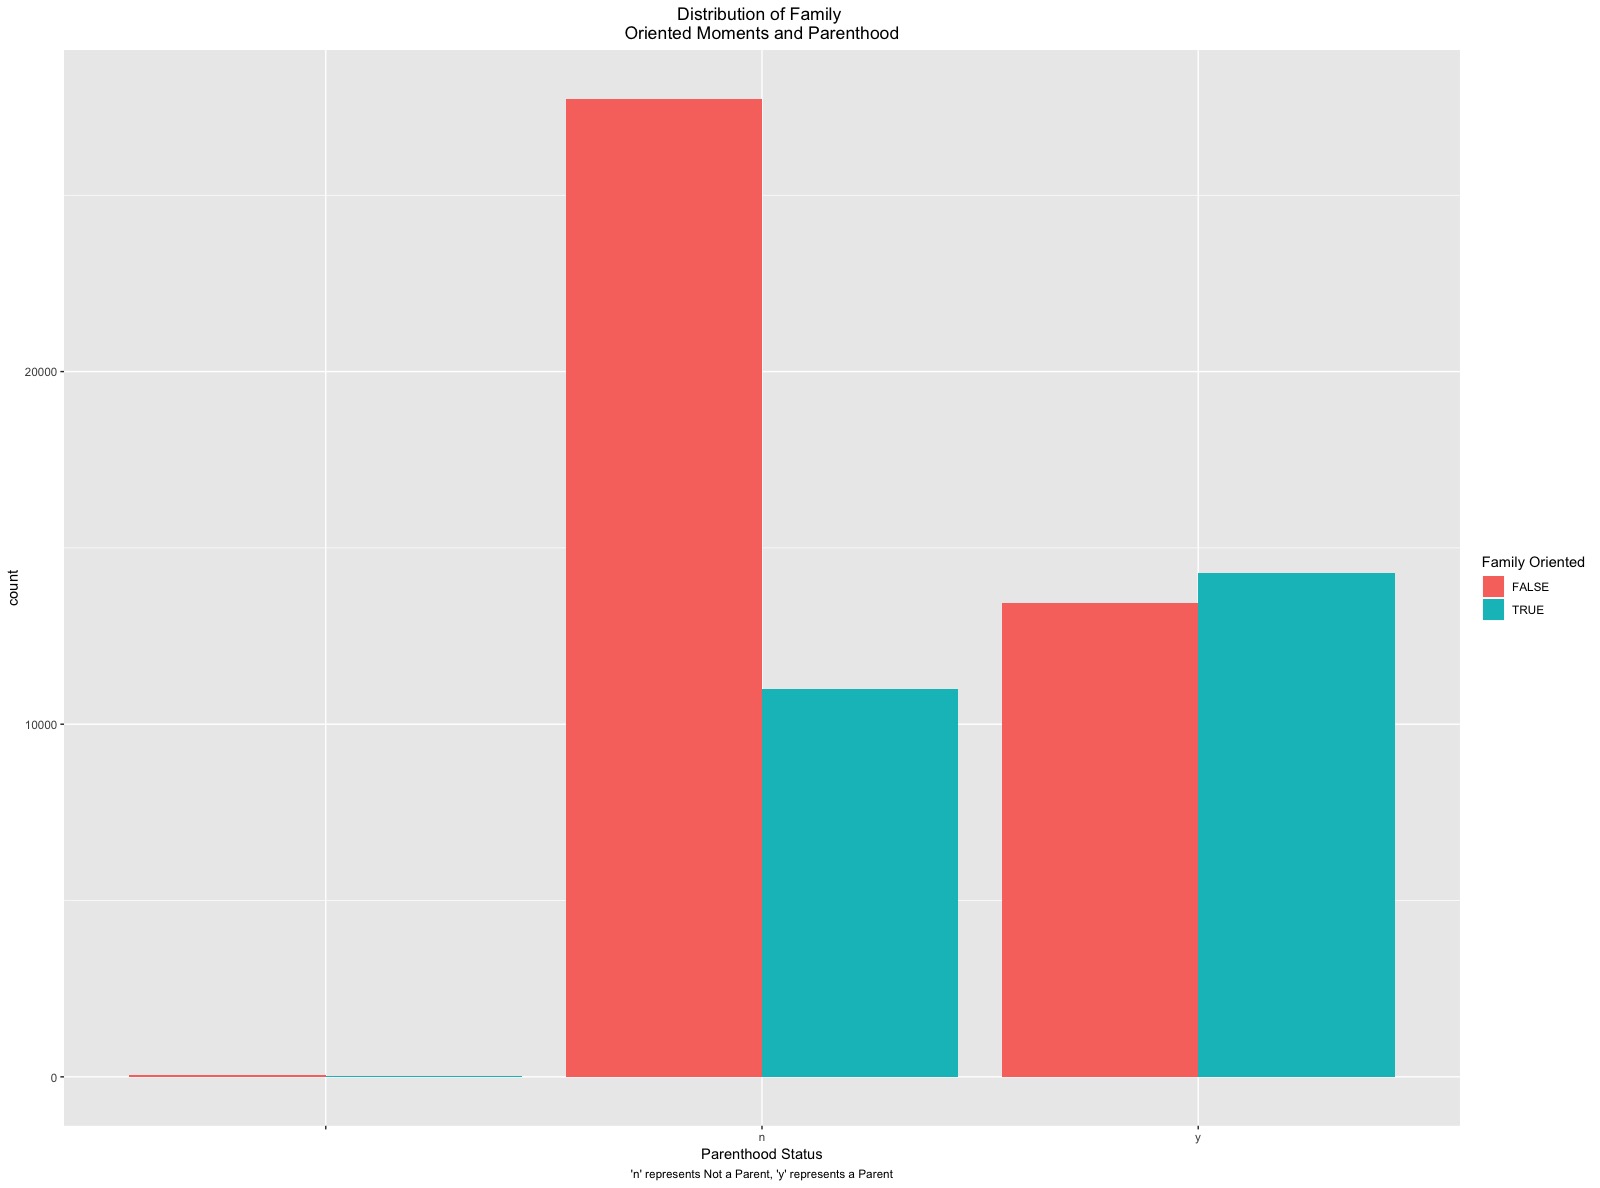 Distribution of Family
Oriented Moments and Parenthood
count
20000
10000
0
n
y
Parenthood Status
'n' represents Not a Parent, 'y' represents a Parent
Family Oriented
FALSE
TRUE